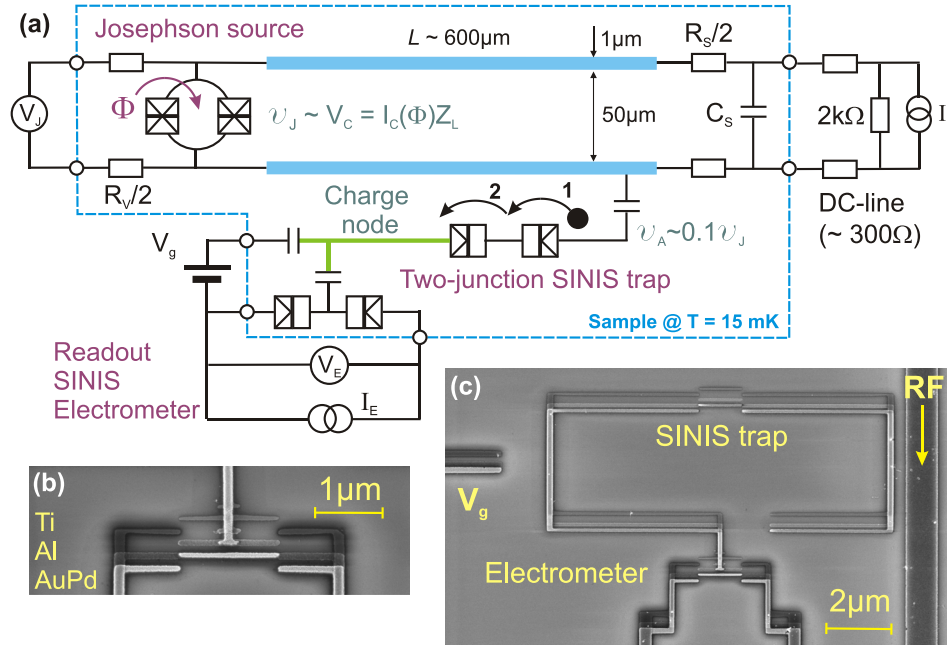 (a)
Josephson source
L ~ 600μm
1μm
R_S/2
V_J
Φ
υ_J ~ V_C = I_C(Φ)Z_L
50μm
C_S
2kΩ
I
R_V/2
Charge
node
2
1
DC-line
(~ 300Ω)
V_g
υ_A~0.1υ_J
Two-junction SINIS trap
Sample @ T = 15 mK
Readout
SINIS
Electrometer
V_E
I_E
(b)
1μm
Ti
Al
AuPd
(c)
RF
SINIS trap
V_g
Electrometer
2μm